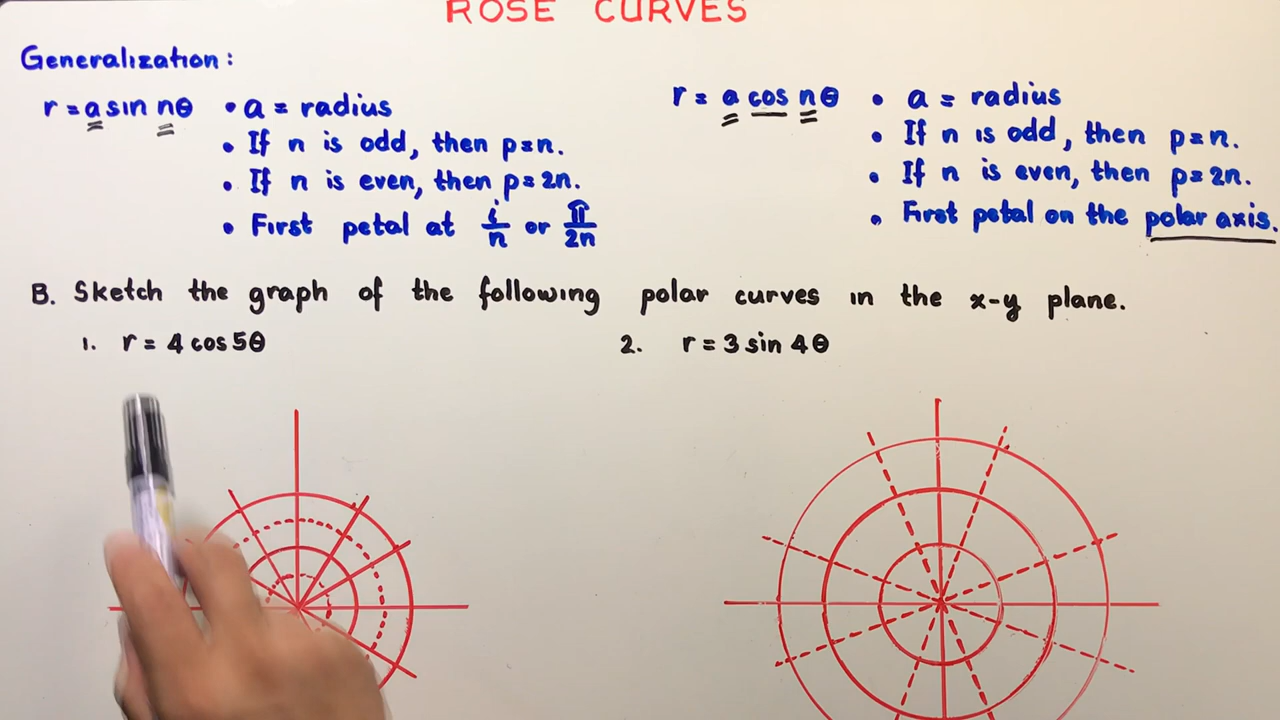 ROSE CURVES
Generalization:
r = a sin nθ • a = radius
• If n is odd, then p=n.
• If n is even, then p=2n.
• First petal at i/n or π/2n
r = a cos nθ • a = radius
• If n is odd, then p=n.
• If n is even, then p=2n.
• First petal on the polar axis.
B. Sketch the graph of the following polar curves in the x-y plane.
1. r = 4 cos 5θ
2. r = 3 sin 4θ